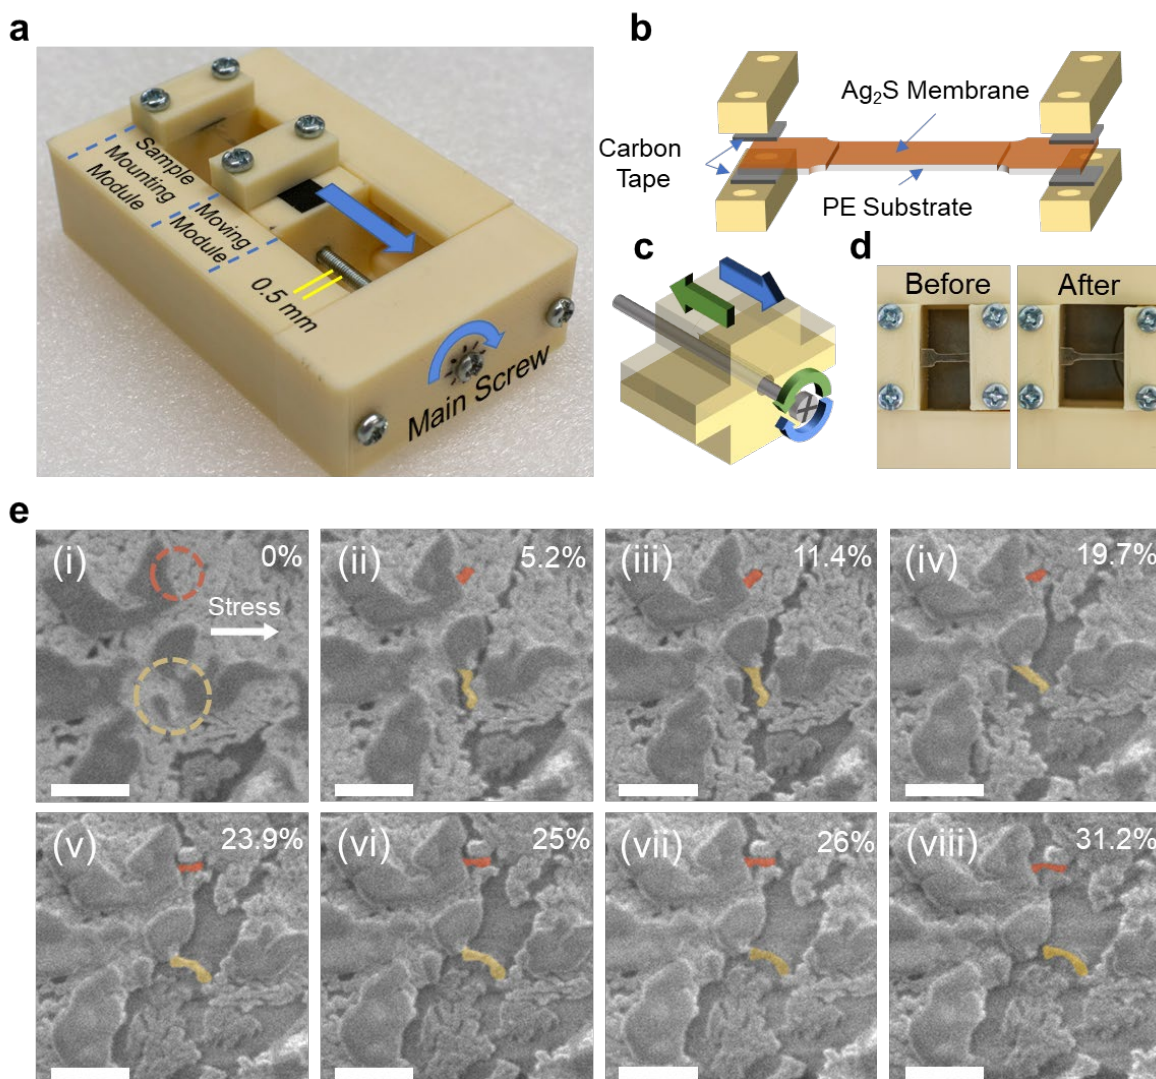 a
Sample
Mounting
Module
Moving
Module
0.5 mm
Main Screw
b
Ag₂S Membrane
Carbon
Tape
PE Substrate
c
d
Before
After
e
(i)
0%
Stress
(ii)
5.2%
(iii)
11.4%
(iv)
19.7%
(v)
23.9%
(vi)
25%
(vii)
26%
(viii)
31.2%